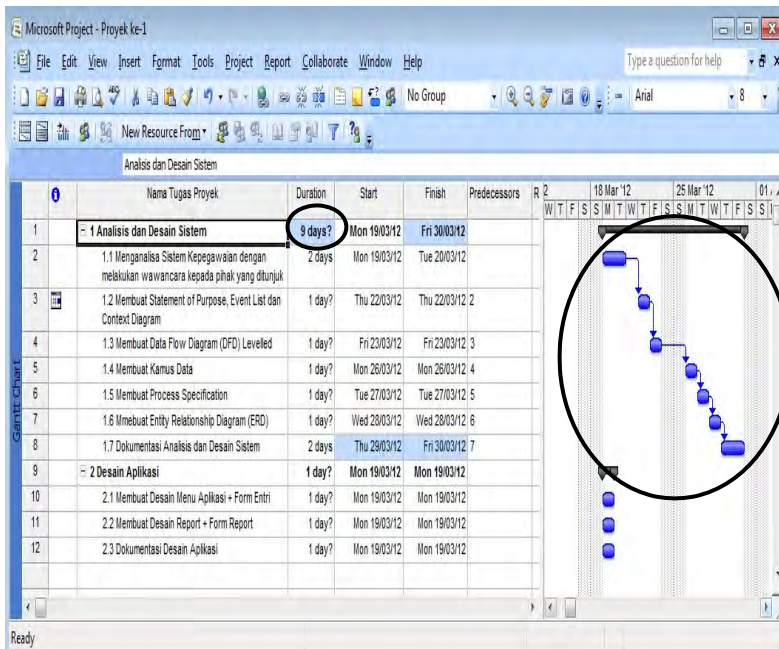 Microsoft Project - Proyek ke-1
File Edit View Insert Format Tools Project Report Collaborate Window Help
Type a question for help
No Group Arial 8
New Resource From
Analisis dan Desain Sistem
Nama Tugas Proyek Duration Start Finish Predecessors R 2 18 Mar '12 25 Mar '12 01
W T F S S M T W T F S S M T W T F S S
1 1 Analisis dan Desain Sistem 9 days? Mon 19/03/12 Fri 30/03/12
2 1.1 Menganalisa Sistem Kepegawaian dengan 2 days Mon 19/03/12 Tue 20/03/12
melakukan wawancara kepada pihak yang ditunjuk
3 1.2 Membuat Statement of Purpose, Event List dan 1 day? Thu 22/03/12 Thu 22/03/12 2
Context Diagram
4 1.3 Membuat Data Flow Diagram (DFD) Levelled 1 day? Fri 23/03/12 Fri 23/03/12 3
5 1.4 Membuat Kamus Data 1 day? Mon 26/03/12 Mon 26/03/12 4
6 1.5 Membuat Process Specification 1 day? Tue 27/03/12 Tue 27/03/12 5
7 1.6 Mmebuat Entity Relationship Diagram (ERD) 1 day? Wed 28/03/12 Wed 28/03/12 6
8 1.7 Dokumentasi Analisis dan Desain Sistem 2 days Thu 29/03/12 Fri 30/03/12 7
9 2 Desain Aplikasi 1 day? Mon 19/03/12 Mon 19/03/12
10 2.1 Membuat Desain Menu Aplikasi + Form Entri 1 day? Mon 19/03/12 Mon 19/03/12
11 2.2 Membuat Desain Report + Form Report 1 day? Mon 19/03/12 Mon 19/03/12
12 2.3 Dokumentasi Desain Aplikasi 1 day? Mon 19/03/12 Mon 19/03/12
Gantt Chart
Ready